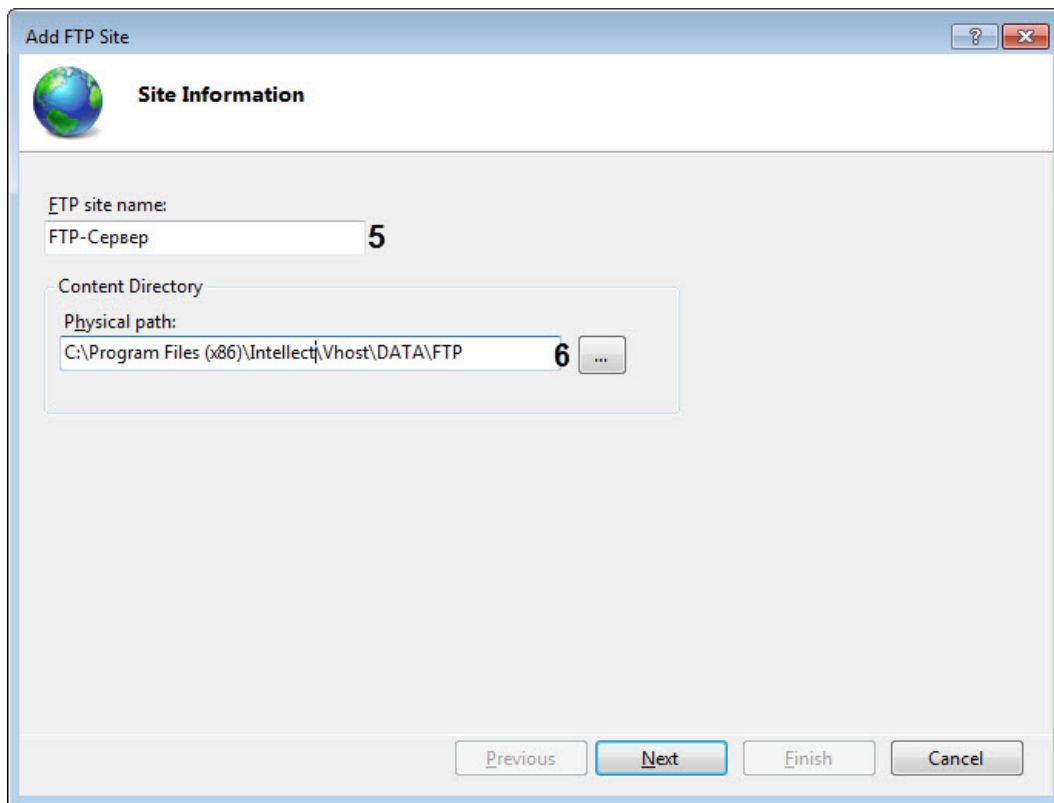 Add FTP Site
?
Site Information
FTP site name:
FTP-Сервер 5
Content Directory
Physical path:
C:\Program Files (x86)\Intellect\Vhost\DATA\FTP 6 ...
Previous Next Finish Cancel